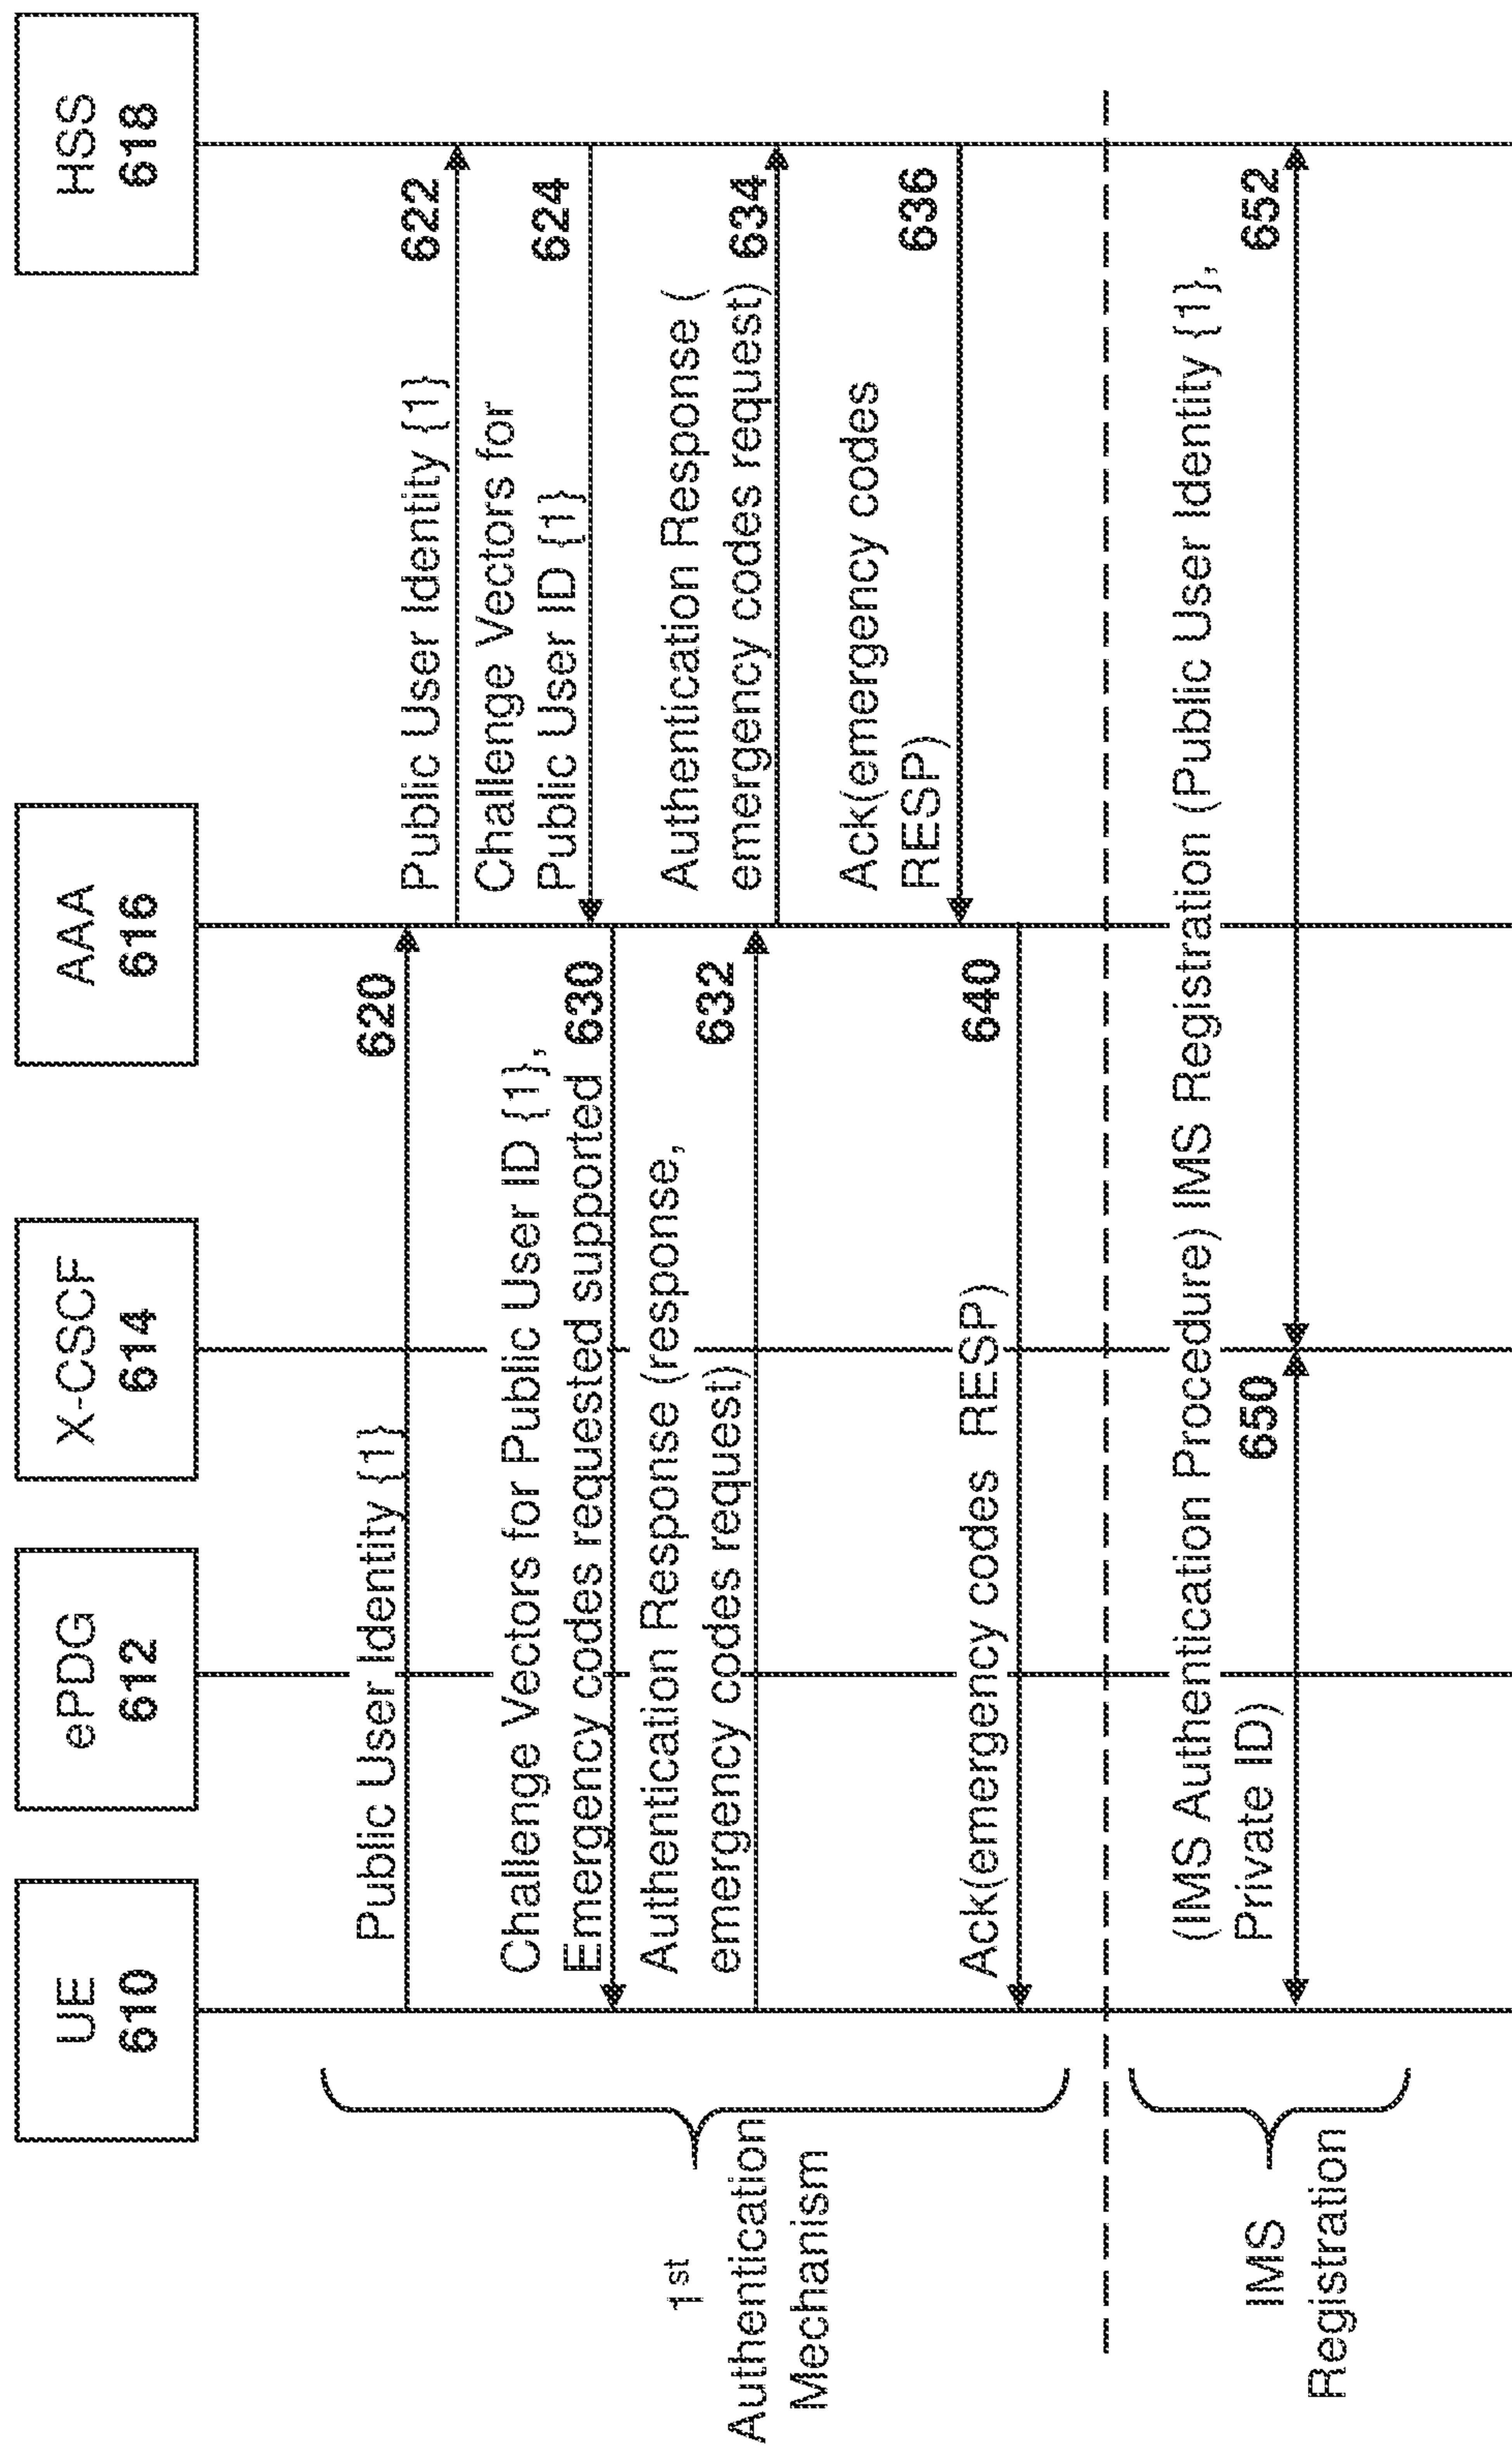 UE
610
ePDG
612
X-CSCF
614
AAA
616
HSS
618
Public User Identity {1}
620
Public User Identity {1}
622
Challenge Vectors for
Public User ID {1}
624
Challenge Vectors for Public User ID {1},
Emergency codes requested supported
630
Authentication Response (response,
emergency codes request)
632
Authentication Response (
emergency codes request)
634
Ack(emergency codes
RESP)
636
Ack(emergency codes RESP)
640
1st
Authentication
Mechanism
(IMS Authentication Procedure) IMS Registration (Public User Identity {1},
Private ID)
650
652
IMS
Registration